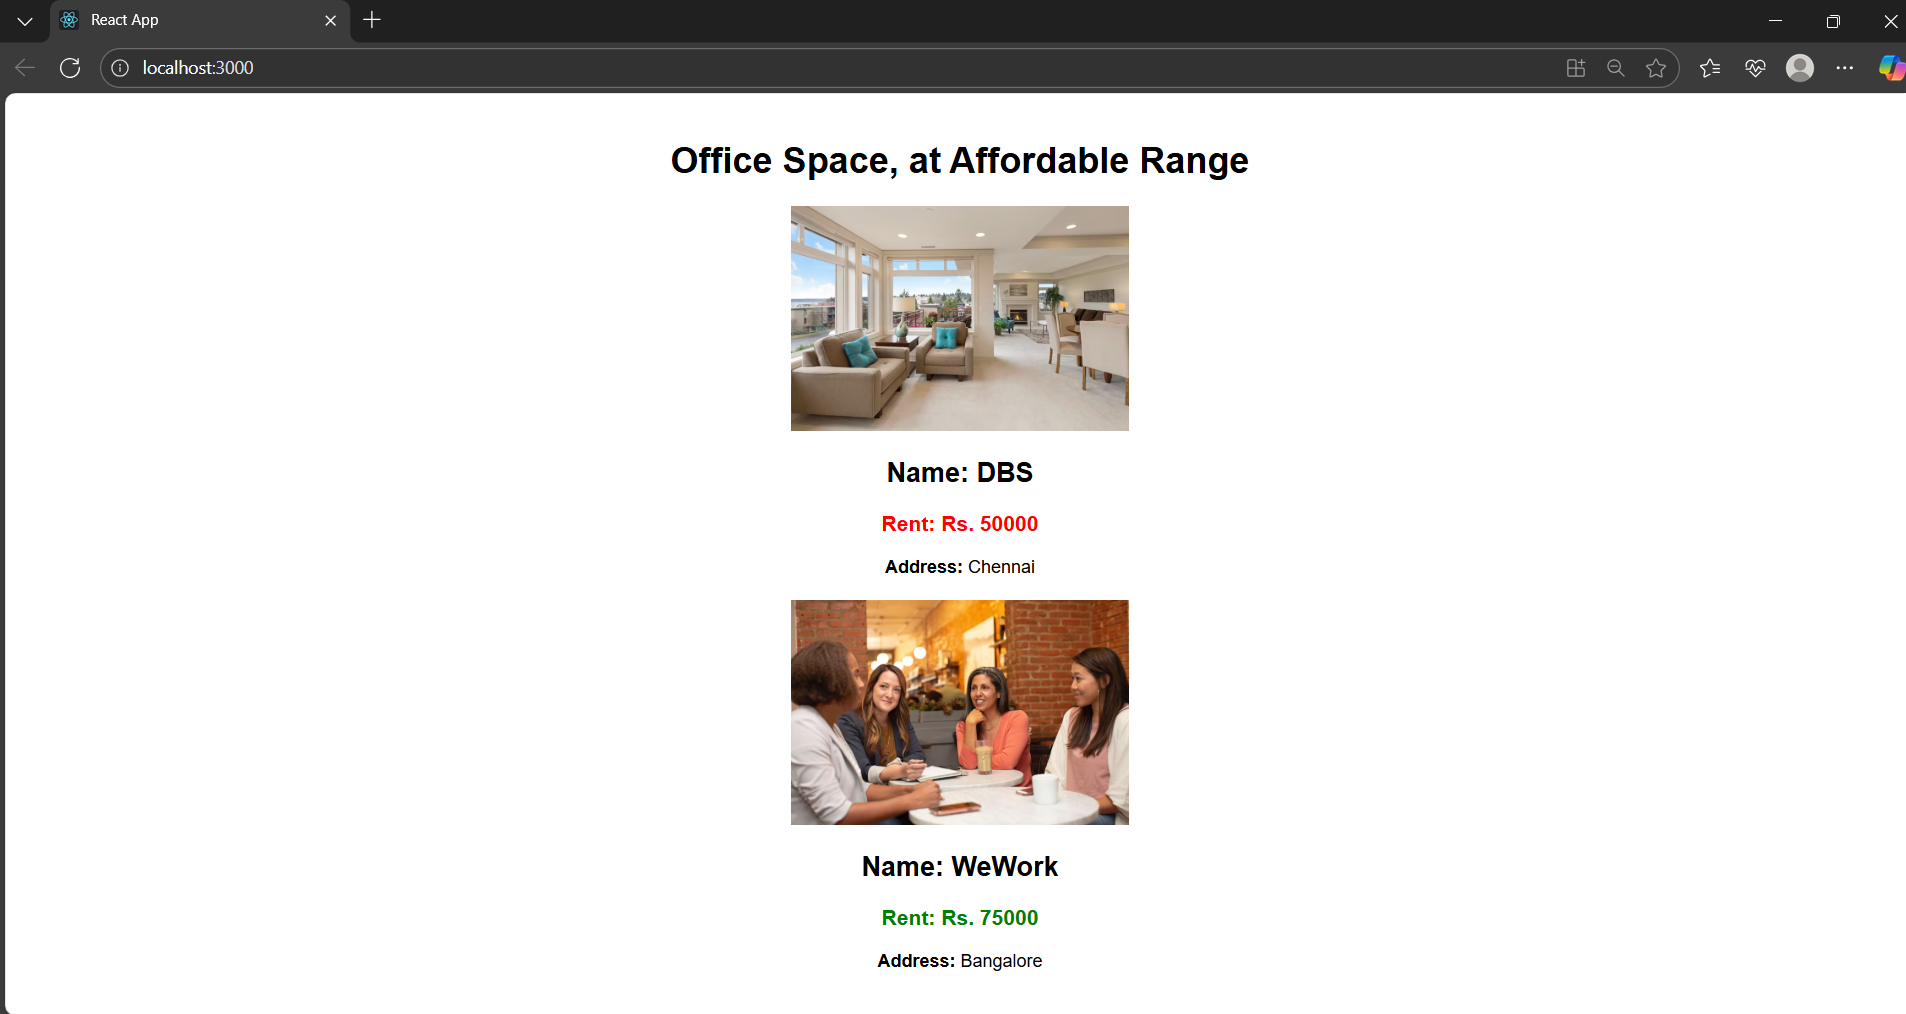 React App
localhost:3000
Office Space, at Affordable Range
Name: DBS
Rent: Rs. 50000
Address: Chennai
Name: WeWork
Rent: Rs. 75000
Address: Bangalore